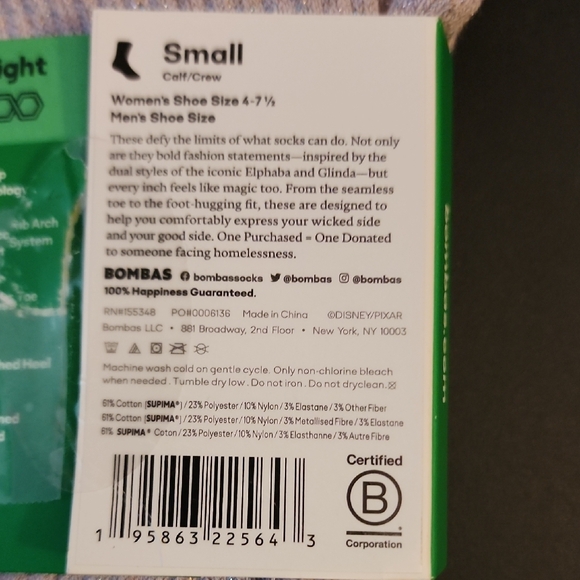 ight
Small
Calf/Crew
Women's Shoe Size 4-7 ½
Men's Shoe Size
These defy the limits of what socks can do. Not only
are they bold fashion statements—inspired by the
dual styles of the iconic Elphaba and Glinda—but
every inch feels like magic too. From the seamless
toe to the foot-hugging fit, these are designed to
help you comfortably express your wicked side
and your good side. One Purchased = One Donated
to someone facing homelessness.
BOMBAS bombassocks @bombas @bombas
100% Happiness Guaranteed.
RN#155348 PO#0006136 Made in China ©DISNEY/PIXAR
Bombas LLC • 881 Broadway, 2nd Floor • New York, NY 10003
Machine wash cold on gentle cycle. Only non-chlorine bleach
when needed. Tumble dry low. Do not iron. Do not dryclean.
61% Cotton [SUPIMA®] / 23% Polyester / 10% Nylon / 3% Elastane / 3% Other Fiber
61% Cotton [SUPIMA®] / 23% Polyester / 10% Nylon / 3% Metallised Fibre / 3% Elastane
61% SUPIMA® Coton / 23% Polyester / 10% Nylon / 3% Elasthanne / 3% Autre Fibre
1 95863 22564 3
Certified
B
Corporation
bombas.com
Rib Arch
System